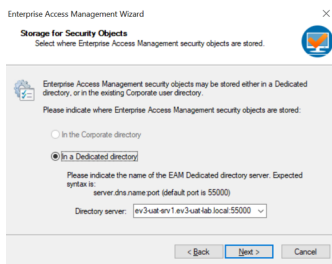 Enterprise Access Management Wizard
Storage for Security Objects
Select where Enterprise Access Management security objects are stored.
Enterprise Access Management security objects may be stored either in a Dedicated
directory, or in the existing Corporate user directory.
Please indicate where Enterprise Access Management security objects are stored:
In the Corporate directory
In a Dedicated directory
Please indicate the name of the EAM Dedicated directory server. Expected
syntax is:
server.dns.name:port (default port is 55000)
Directory server: ev3-uat-srv1.ev3-uat-lab.local:55000
< Back Next > Cancel